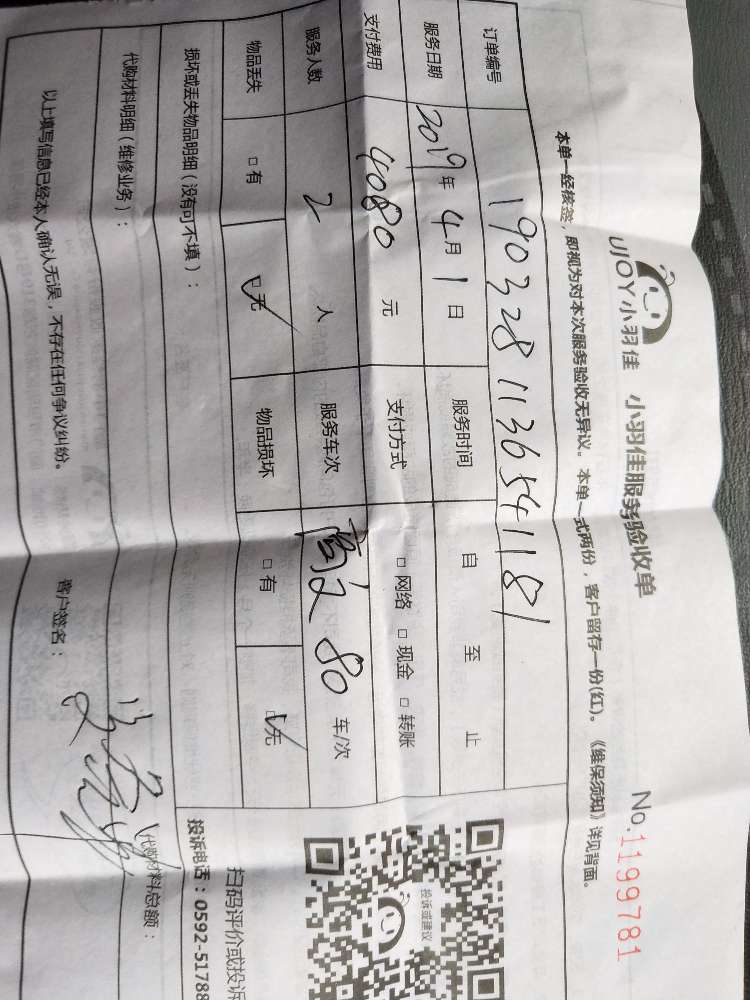 UJOY小羽佳 小羽佳服务验收单 No.1199781
本单一经核签，即视为对本次服务验收无异议。本单一式两份，客户留存一份(红)。《维保须知》详见背面。
订单编号 1903281136541181
服务日期 2019年4月1日 服务时间 自 至 止
支付费用 4080元 支付方式 □网络 □现金 □转账
服务人数 2人 服务车次 80 车/次
物品丢失 □有 ☑无 物品损坏 □有 ☑无
损坏或丢失物品明细（没有可不填）：
代购材料明细（维修业务）：
代购材料总额：
以上填写信息已经本人确认无误，不存在任何争议纠纷。 客户签名：
投诉或建议
扫码评价或投诉
投诉电话：0592-51788